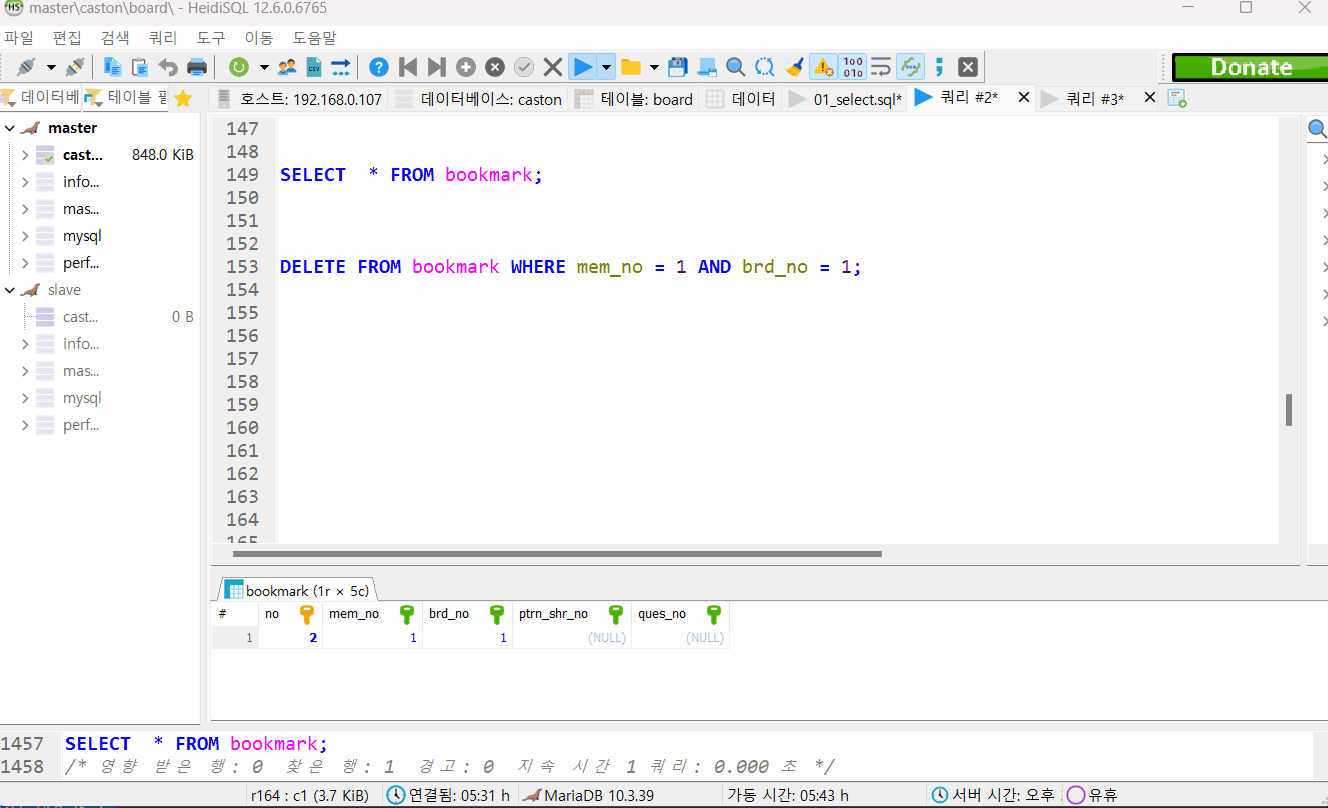 master\caston\board\ - HeidiSQL 12.6.0.6765
파일 편집 검색 쿼리 도구 이동 도움말
Donate
데이터베 테이블 필 호스트: 192.168.0.107 데이터베이스: caston 테이블: board 데이터 01_select.sql* 쿼리 #2* 쿼리 #3*
master
cast... 848.0 KiB
info...
mas...
mysql
perf...
slave
cast... 0 B
info...
mas...
mysql
perf...
147
148
149 SELECT * FROM bookmark;
150
151
152
153 DELETE FROM bookmark WHERE mem_no = 1 AND brd_no = 1;
154
155
156
157
158
159
160
161
162
163
164
165
bookmark (1r × 5c)
# no mem_no brd_no ptrn_shr_no ques_no
1 2 1 1 (NULL) (NULL)
1457 SELECT * FROM bookmark;
1458 /* 영향 받은 행: 0 찾은 행: 1 경고: 0 지속 시간 1 쿼리: 0.000 초 */
r164 : c1 (3.7 KiB) 연결됨: 05:31 h MariaDB 10.3.39 가동 시간: 05:43 h 서버 시간: 오후 유휴